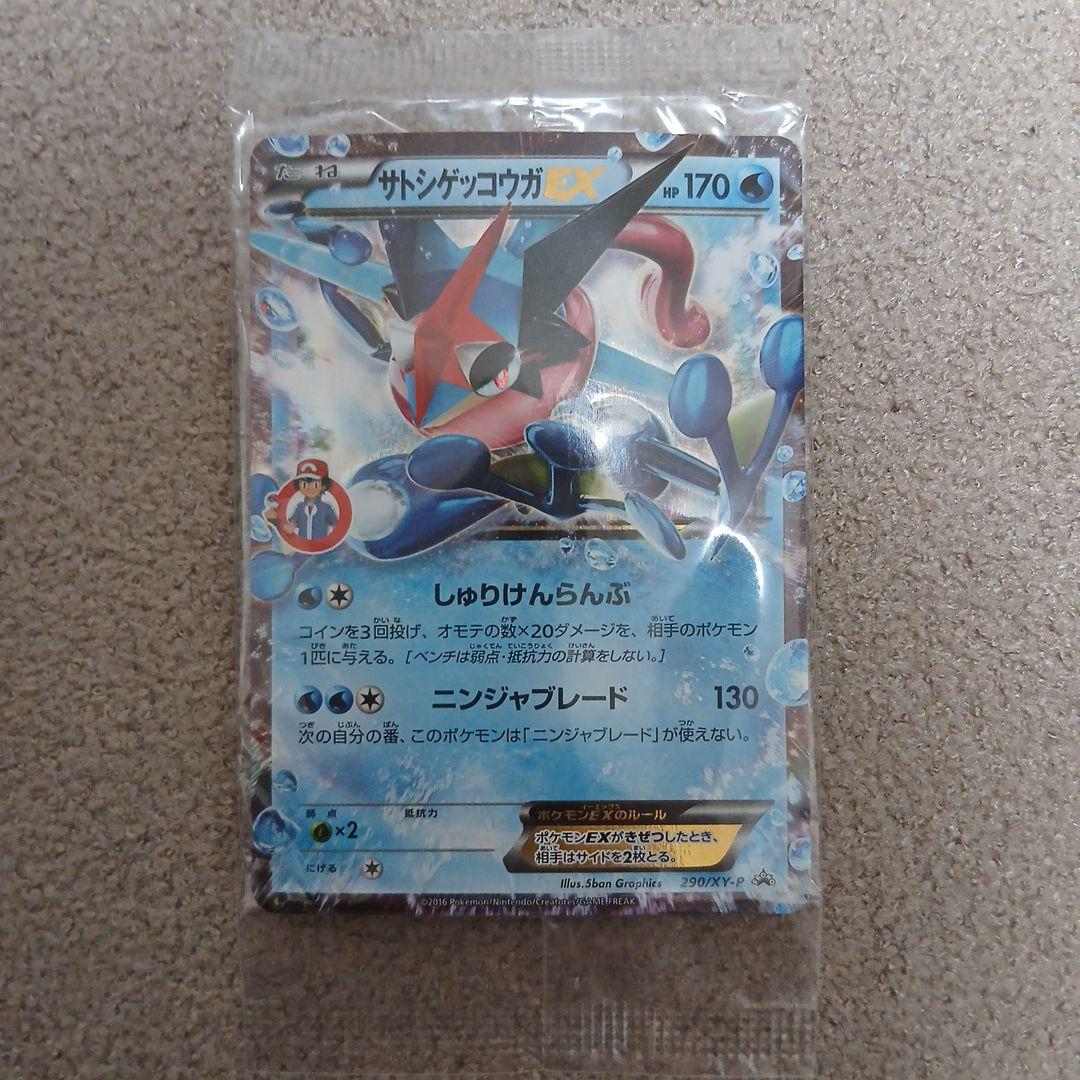 たね サトシゲッコウガEX HP 170
しゅりけんらんぶ
コインを3回投げ、オモテの数×20ダメージを、相手のポケモン
1匹に与える。[ベンチは弱点・抵抗力の計算をしない。]
ニンジャブレード 130
次の自分の番、このポケモンは「ニンジャブレード」が使えない。
弱点 抵抗力
×2
ポケモンEXのルール
ポケモンEXがきぜつしたとき、
相手はサイドを2枚とる。
にげる
Illus.5ban Graphics 290/XY-P
©2016 Pokémon/Nintendo/Creatures/GAME FREAK